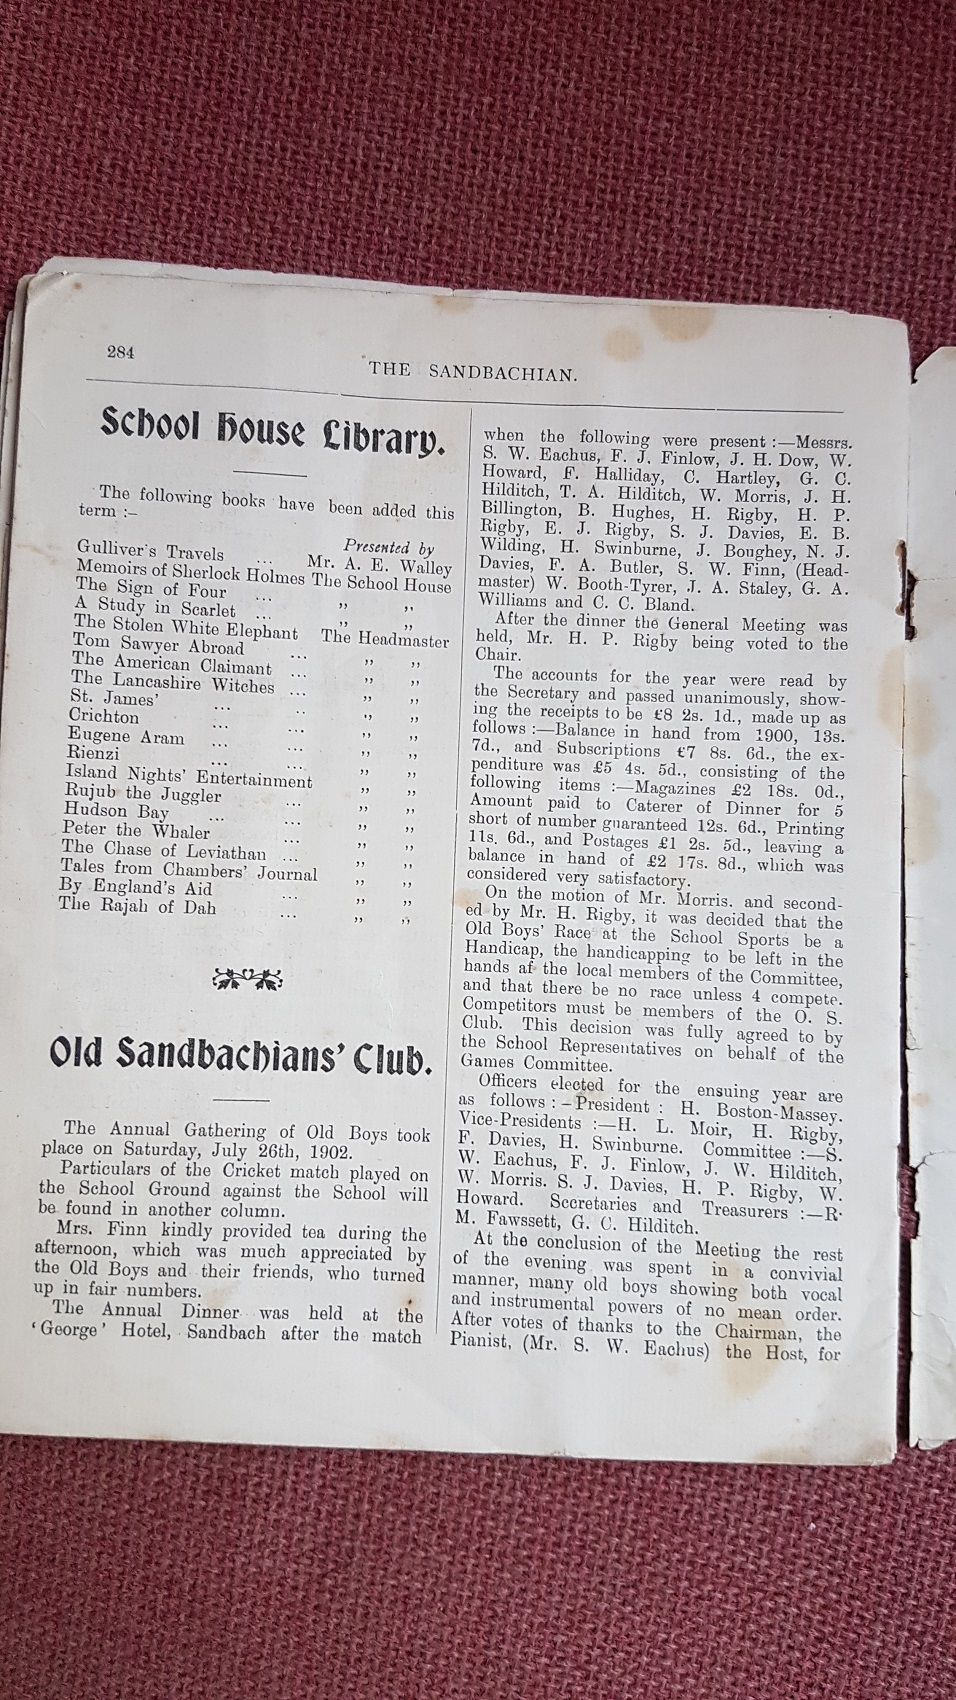 284
THE SANDBACHIAN.
School House Library.
The following books have been added this
term :–
Presented by
Gulliver's Travels ... Mr. A. E. Walley
Memoirs of Sherlock Holmes The School House
The Sign of Four ... ,, ,,
A Study in Scarlet ... ,, ,,
The Stolen White Elephant The Headmaster
Tom Sawyer Abroad ... ,, ,,
The American Claimant ... ,, ,,
The Lancashire Witches ... ,, ,,
St. James' ... .. ,, ,,
Crichton ... ... ,, ,,
Eugene Aram ... ... ,, ,,
Rienzi ... ... ,, ,,
Island Nights' Entertainment ,, ,,
Rujub the Juggler ... ,, ,,
Hudson Bay ... ... ,, ,,
Peter the Whaler ... ,, ,,
The Chase of Leviathan ... ,, ,,
Tales from Chambers' Journal ,, ,,
By England's Aid ... ,, ,,
The Rajah of Dah ... ,, ,,
Old Sandbachians' Club.
The Annual Gathering of Old Boys took
place on Saturday, July 26th, 1902.
Particulars of the Cricket match played on
the School Ground against the School will
be found in another column.
Mrs. Finn kindly provided tea during the
afternoon, which was much appreciated by
the Old Boys and their friends, who turned
up in fair numbers.
The Annual Dinner was held at the
'George' Hotel, Sandbach after the match
when the following were present :—Messrs.
S. W. Eachus, F. J. Finlow, J. H. Dow, W.
Howard, F. Halliday, C. Hartley, G. C.
Hilditch, T. A. Hilditch, W. Morris, J. H.
Billington, B. Hughes, H. Rigby, H. P.
Rigby, E. J. Rigby, S. J. Davies, E. B.
Wilding, H. Swinburne, J. Boughey, N. J.
Davies, F. A. Butler, S. W. Finn, (Head-
master) W. Booth-Tyrer, J. A. Staley, G. A.
Williams and C. C. Bland.
After the dinner the General Meeting was
held, Mr. H. P. Rigby being voted to the
Chair.
The accounts for the year were read by
the Secretary and passed unanimously, show-
ing the receipts to be £8 2s. 1d., made up as
follows :—Balance in hand from 1900, 13s.
7d., and Subscriptions £7 8s. 6d., the ex-
penditure was £5 4s. 5d., consisting of the
following items :—Magazines £2 18s. 0d.,
Amount paid to Caterer of Dinner for 5
short of number guaranteed 12s. 6d., Printing
11s. 6d., and Postages £1 2s. 5d., leaving a
balance in hand of £2 17s. 8d., which was
considered very satisfactory.
On the motion of Mr. Morris. and second-
ed by Mr. H. Rigby, it was decided that the
Old Boys' Race at the School Sports be a
Handicap, the handicapping to be left in the
hands af the local members of the Committee,
and that there be no race unless 4 compete.
Competitors must be members of the O. S.
Club. This decision was fully agreed to by
the School Representatives on behalf of the
Games Committee.
Officers elected for the ensuing year are
as follows : –President : H. Boston-Massey.
Vice-Presidents :—H. L. Moir, H. Rigby,
F. Davies, H. Swinburne. Committee :—S.
W. Eachus, F. J. Finlow, J. W. Hilditch,
W. Morris. S. J. Davies, H. P. Rigby, W.
Howard. Secretaries and Treasurers :—R.
M. Fawssett, G. C. Hilditch.
At the conclusion of the Meeting the rest
of the evening was spent in a convivial
manner, many old boys showing both vocal
and instrumental powers of no mean order.
After votes of thanks to the Chairman, the
Pianist, (Mr. S. W. Eachus) the Host, for